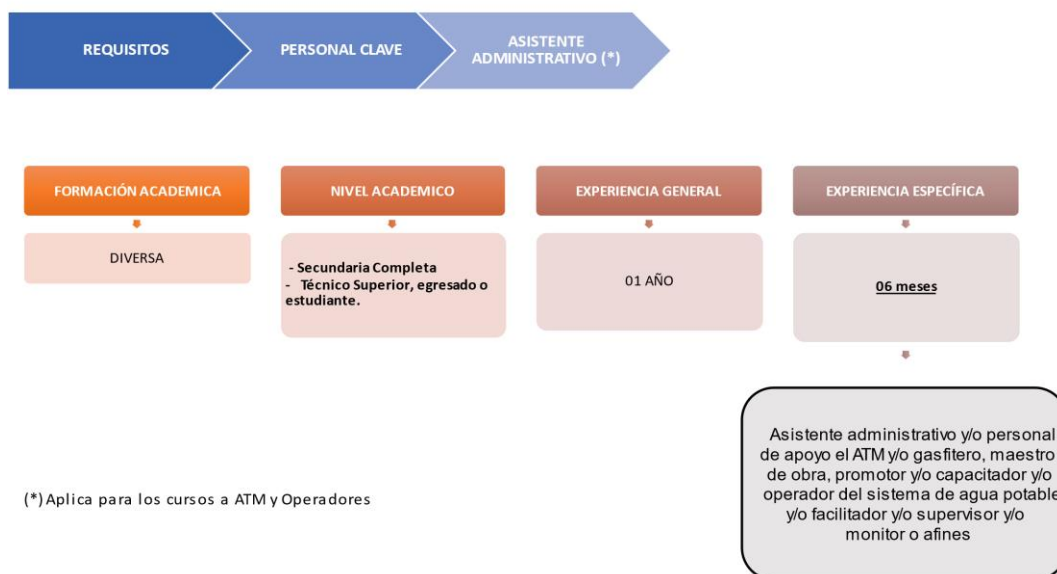 REQUISITOS
PERSONAL CLAVE
ASISTENTE
ADMINISTRATIVO (*)
FORMACIÓN ACADEMICA
DIVERSA
NIVEL ACADEMICO
- Secundaria Completa
- Técnico Superior, egresado o
estudiante.
EXPERIENCIA GENERAL
01 AÑO
EXPERIENCIA ESPECÍFICA
06 meses
Asistente administrativo y/o personal
de apoyo el ATM y/o gasfitero, maestro
de obra, promotor y/o capacitador y/o
operador del sistema de agua potable
y/o facilitador y/o supervisor y/o
monitor o afines
(*) Aplica para los cursos a ATM y Operadores